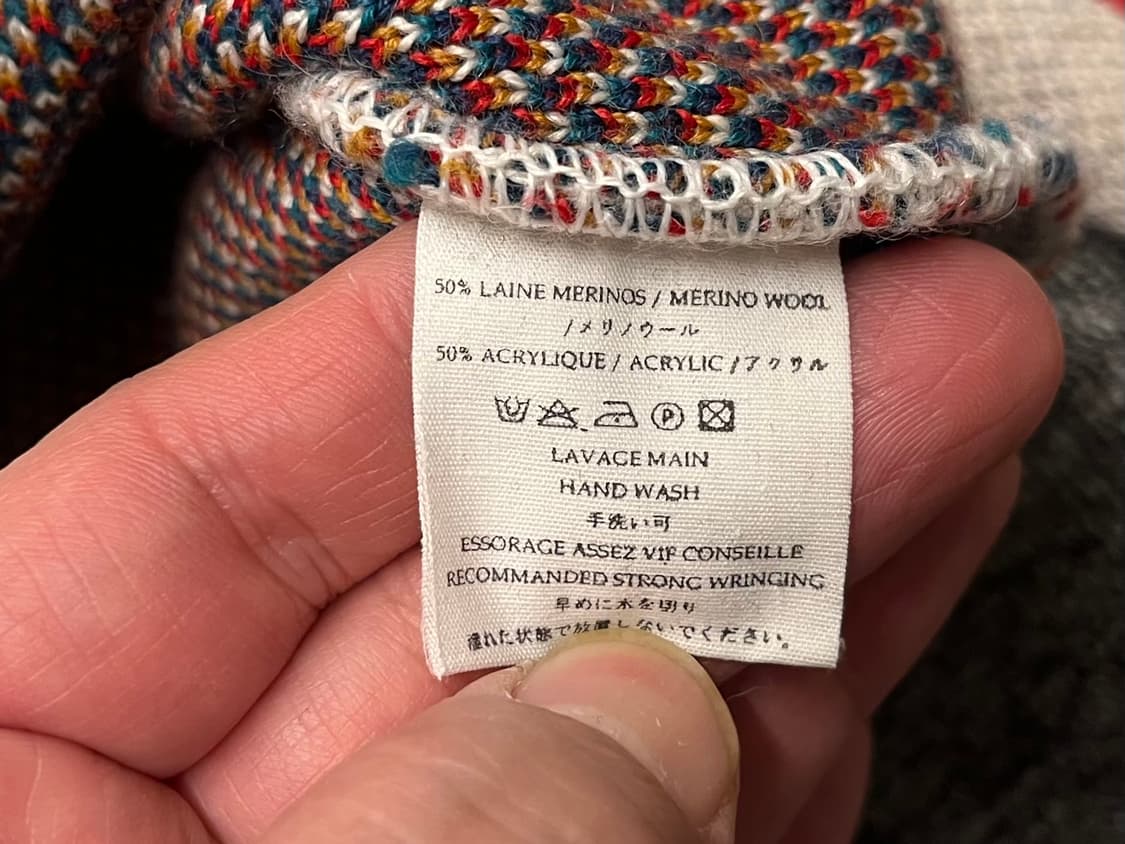 50% LAINE MERINOS / MERINO WOOL
/メリノウール
50% ACRYLIQUE / ACRYLIC /アクリル
P
LAVAGE MAIN
HAND WASH
手洗い可
ESSORAGE ASSEZ VIF CONSEILLE
RECOMMANDED STRONG WRINGING
早めに水を切り
濡れた状態で放置しないでください。